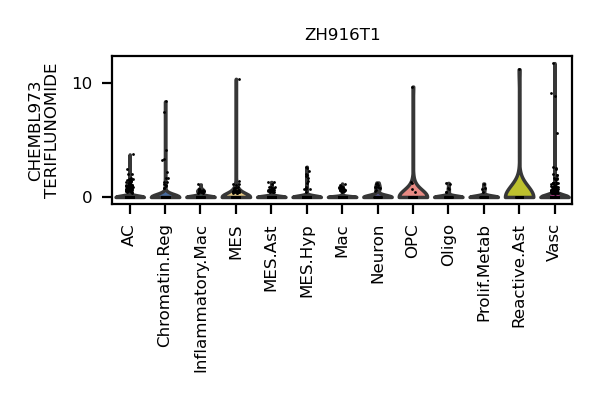 ZH916T1
CHEMBL973
TERIFLUNOMIDE
10
0
AC
Chromatin.Reg
Inflammatory.Mac
MES
MES.Ast
MES.Hyp
Mac
Neuron
OPC
Oligo
Prolif.Metab
Reactive.Ast
Vasc